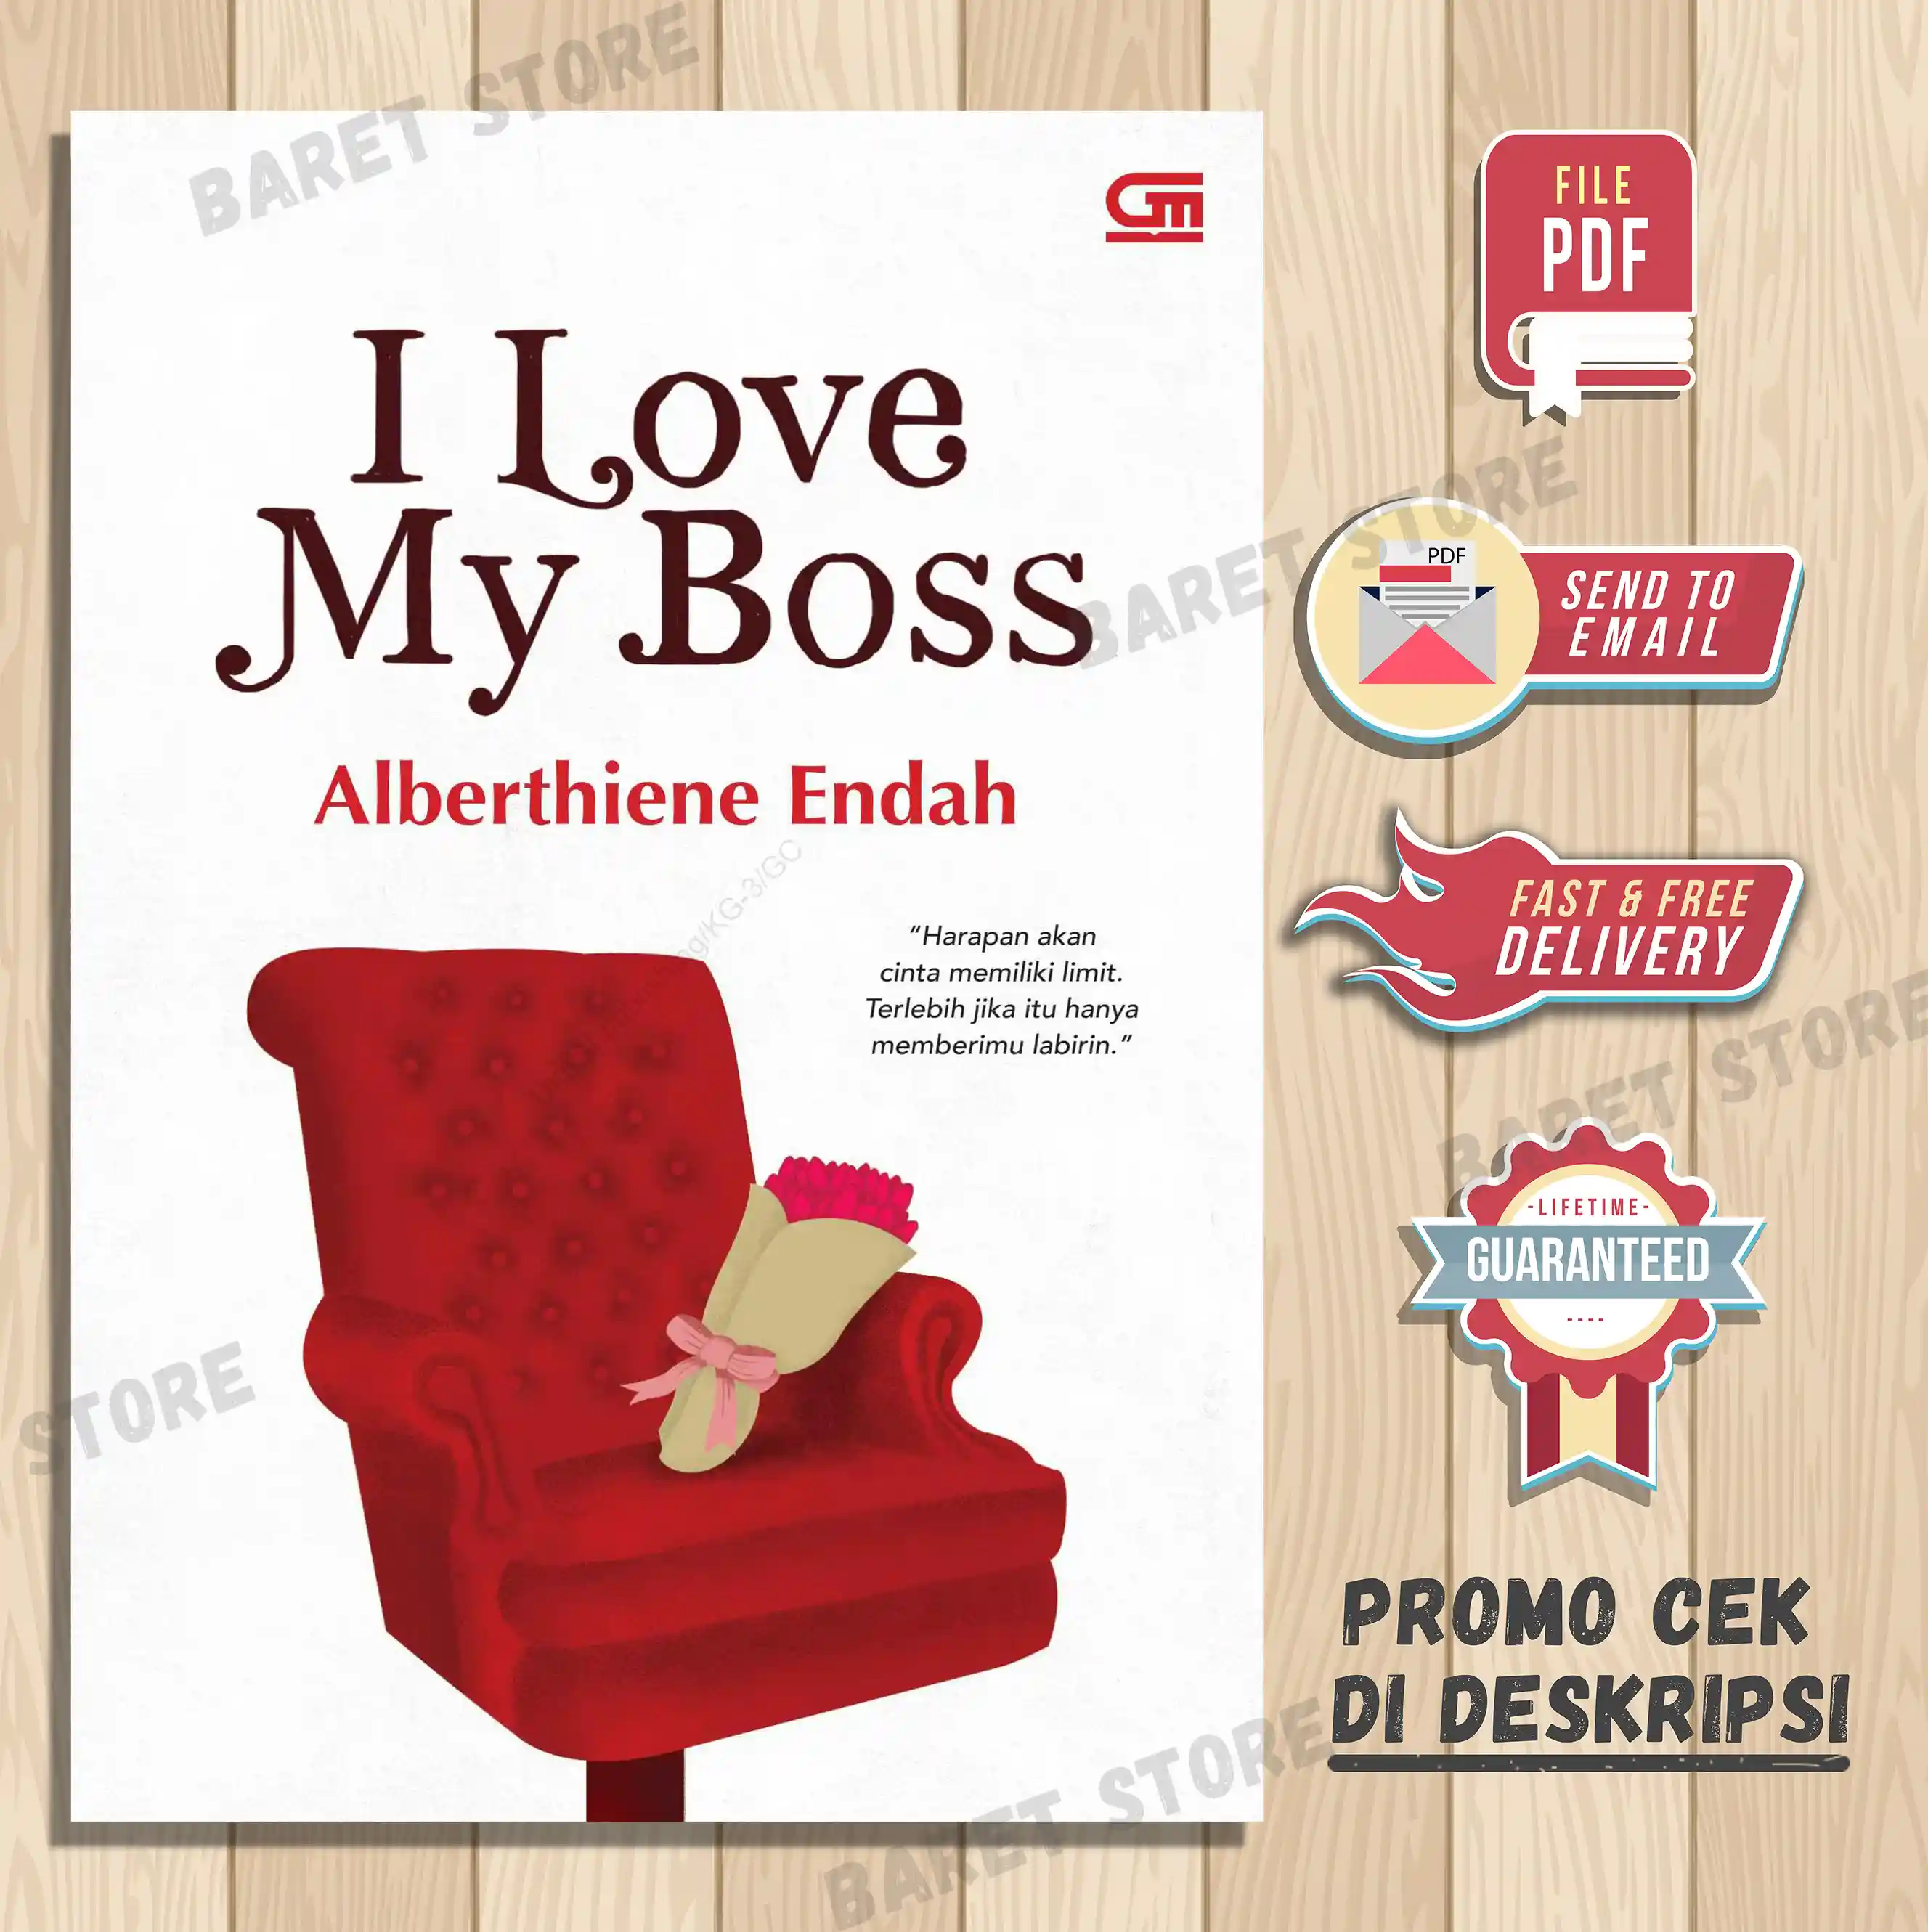 BARET STORE
GM
I Love
My Boss
Alberthiene Endah
"Harapan akan
cinta memiliki limit.
Terlebih jika itu hanya
memberimu labirin."
FILE
PDF
BARET STORE
PDF
SEND TO
EMAIL
FAST & FREE
DELIVERY
BARET STORE
-LIFETIME-
GUARANTEED
----
STORE
PROMO CEK
DI DESKRIPSI
BARET STORE